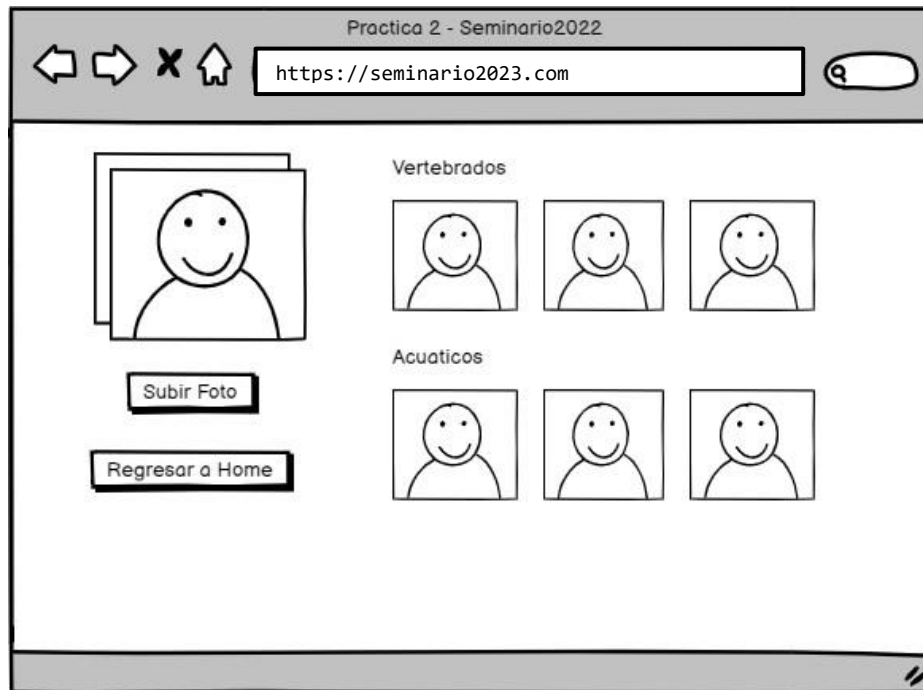 Practica 2 - Seminario2022
https://seminario2023.com
Vertebrados
Subir Foto
Regresar a Home
Acuaticos